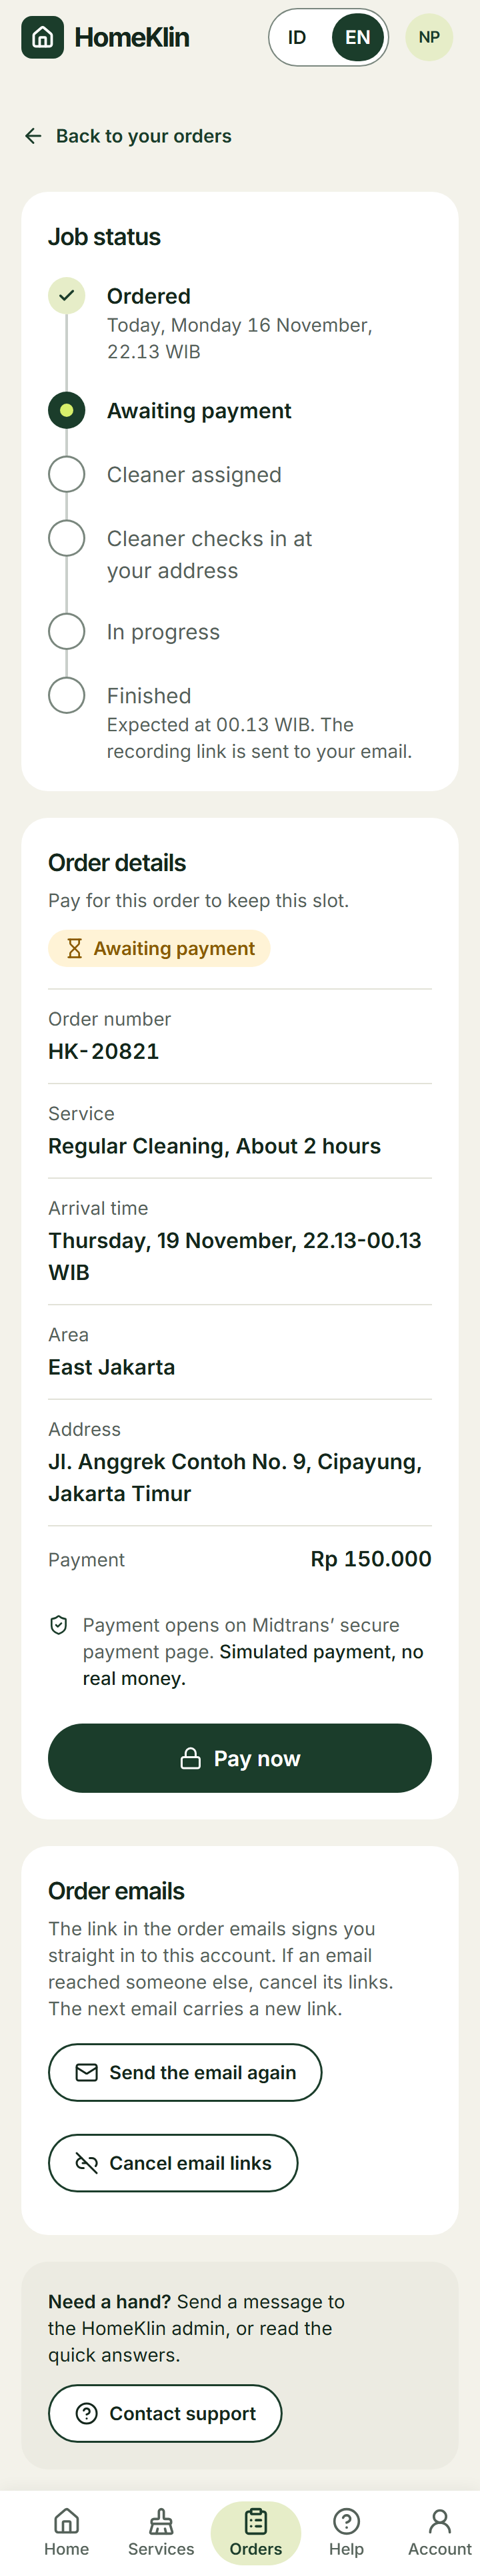 HomeKlin
ID
EN
NP
Back to your orders
Job status
Ordered
Today, Monday 16 November,
22.13 WIB
Awaiting payment
Cleaner assigned
Cleaner checks in at
your address
In progress
Finished
Expected at 00.13 WIB. The
recording link is sent to your email.
Order details
Pay for this order to keep this slot.
Awaiting payment
Order number
HK-20821
Service
Regular Cleaning, About 2 hours
Arrival time
Thursday, 19 November, 22.13-00.13
WIB
Area
East Jakarta
Address
Jl. Anggrek Contoh No. 9, Cipayung,
Jakarta Timur
Payment Rp 150.000
Payment opens on Midtrans’ secure
payment page. Simulated payment, no
real money.
Pay now
Order emails
The link in the order emails signs you
straight in to this account. If an email
reached someone else, cancel its links.
The next email carries a new link.
Send the email again
Cancel email links
Need a hand? Send a message to
the HomeKlin admin, or read the
quick answers.
Contact support
Home
Services
Orders
Help
Account